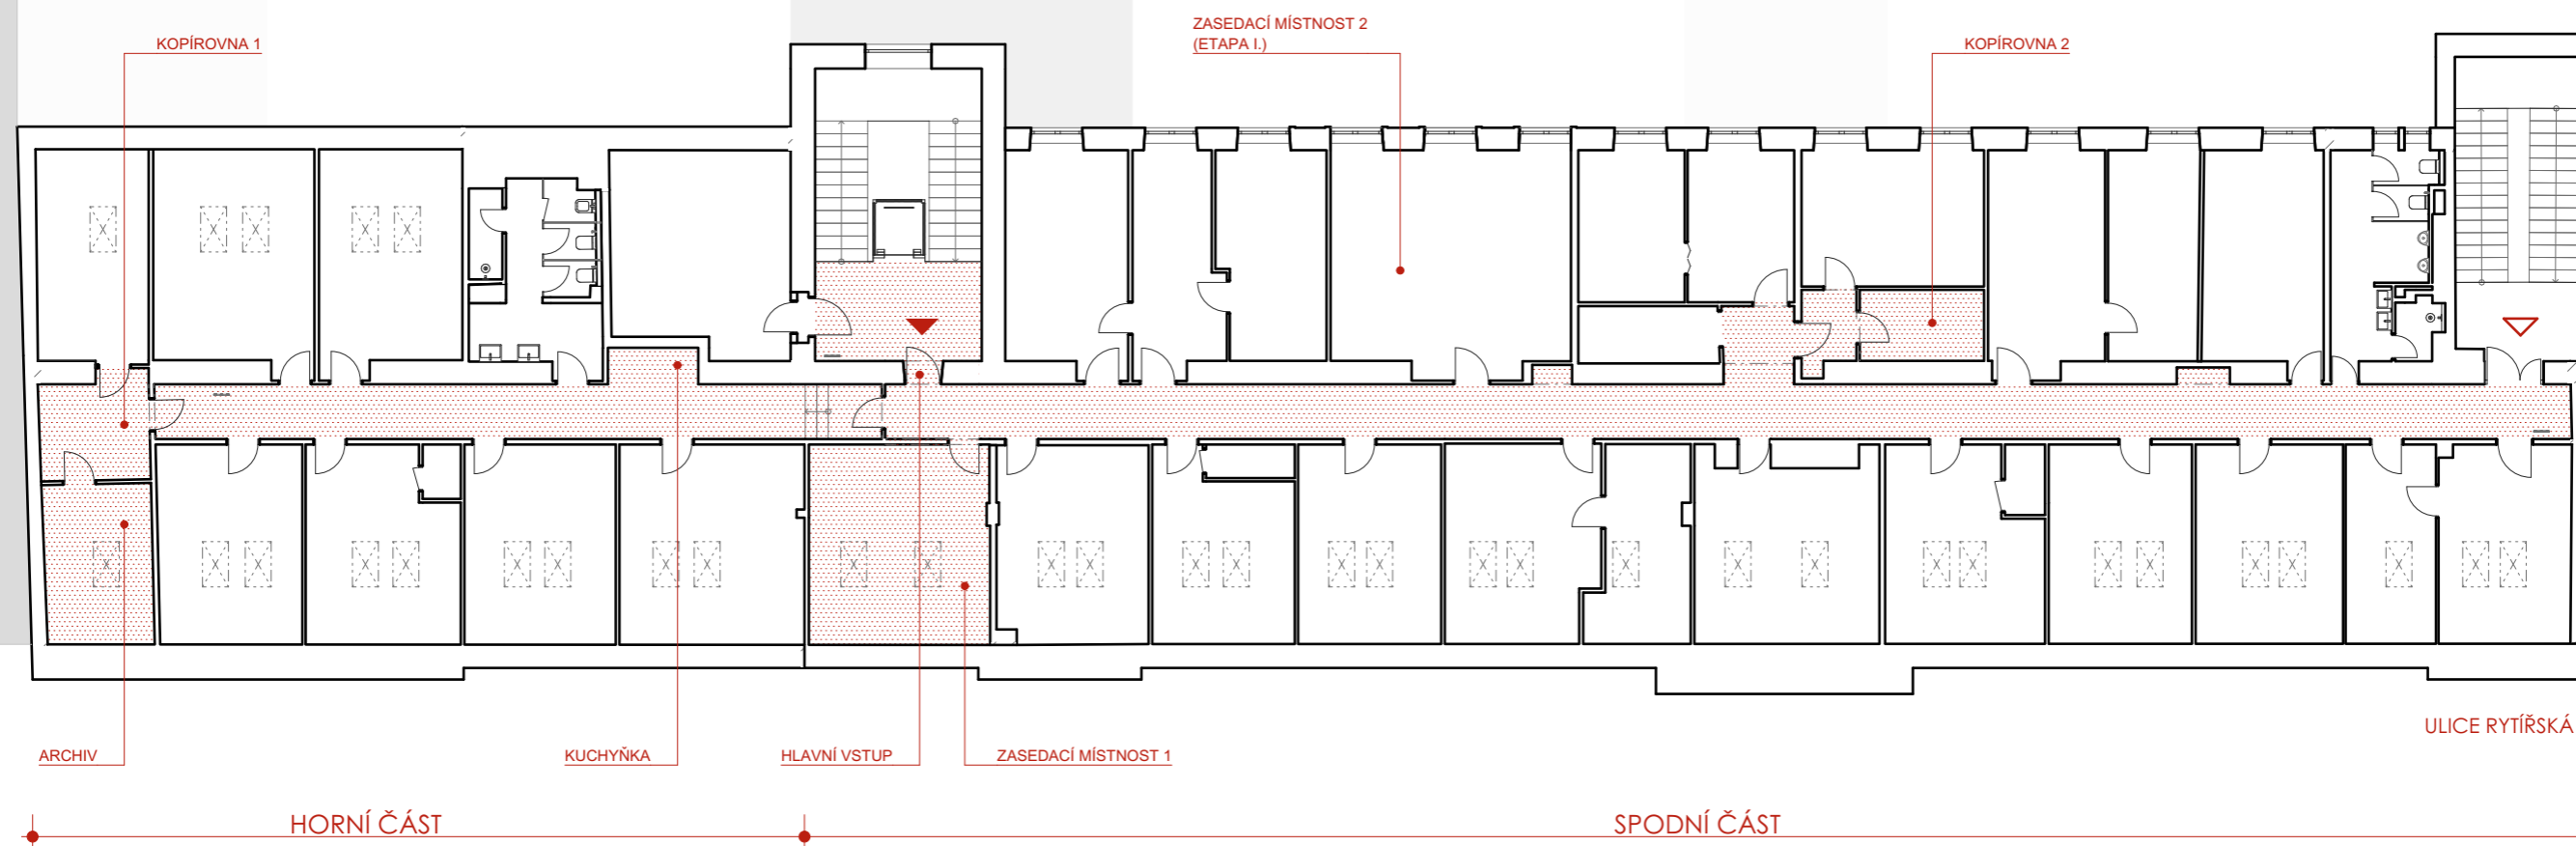 ZASEDACÍ MÍSTNOST 2
(ETAPA I.)
KOPÍROVNA 1
KOPÍROVNA 2
ULICE RYTÍŘSKÁ
ARCHIV
KUCHYŇKA
HLAVNÍ VSTUP
ZASEDACÍ MÍSTNOST 1
HORNÍ ČÁST
SPODNÍ ČÁST